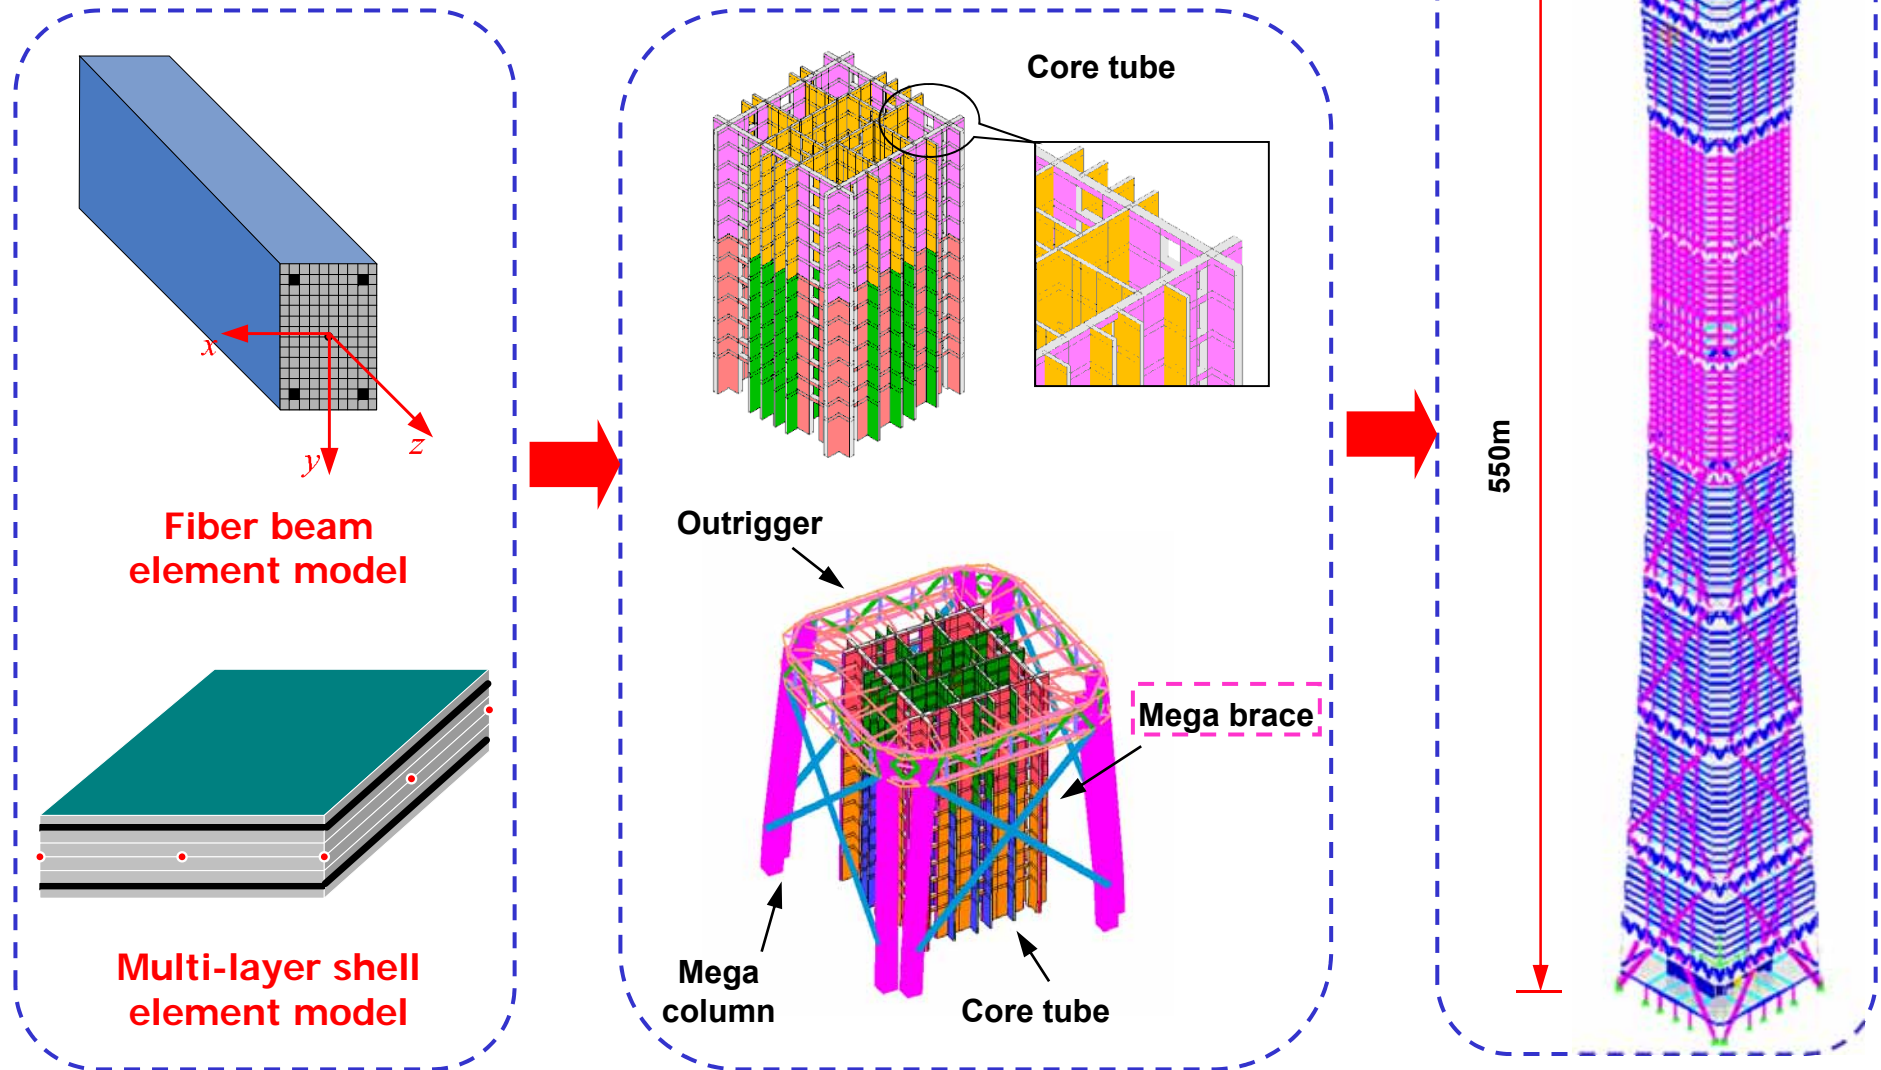 x
y
z
Fiber beam
element model
Multi-layer shell
element model
Core tube
Outrigger
Mega brace
Mega
column
Core tube
550m